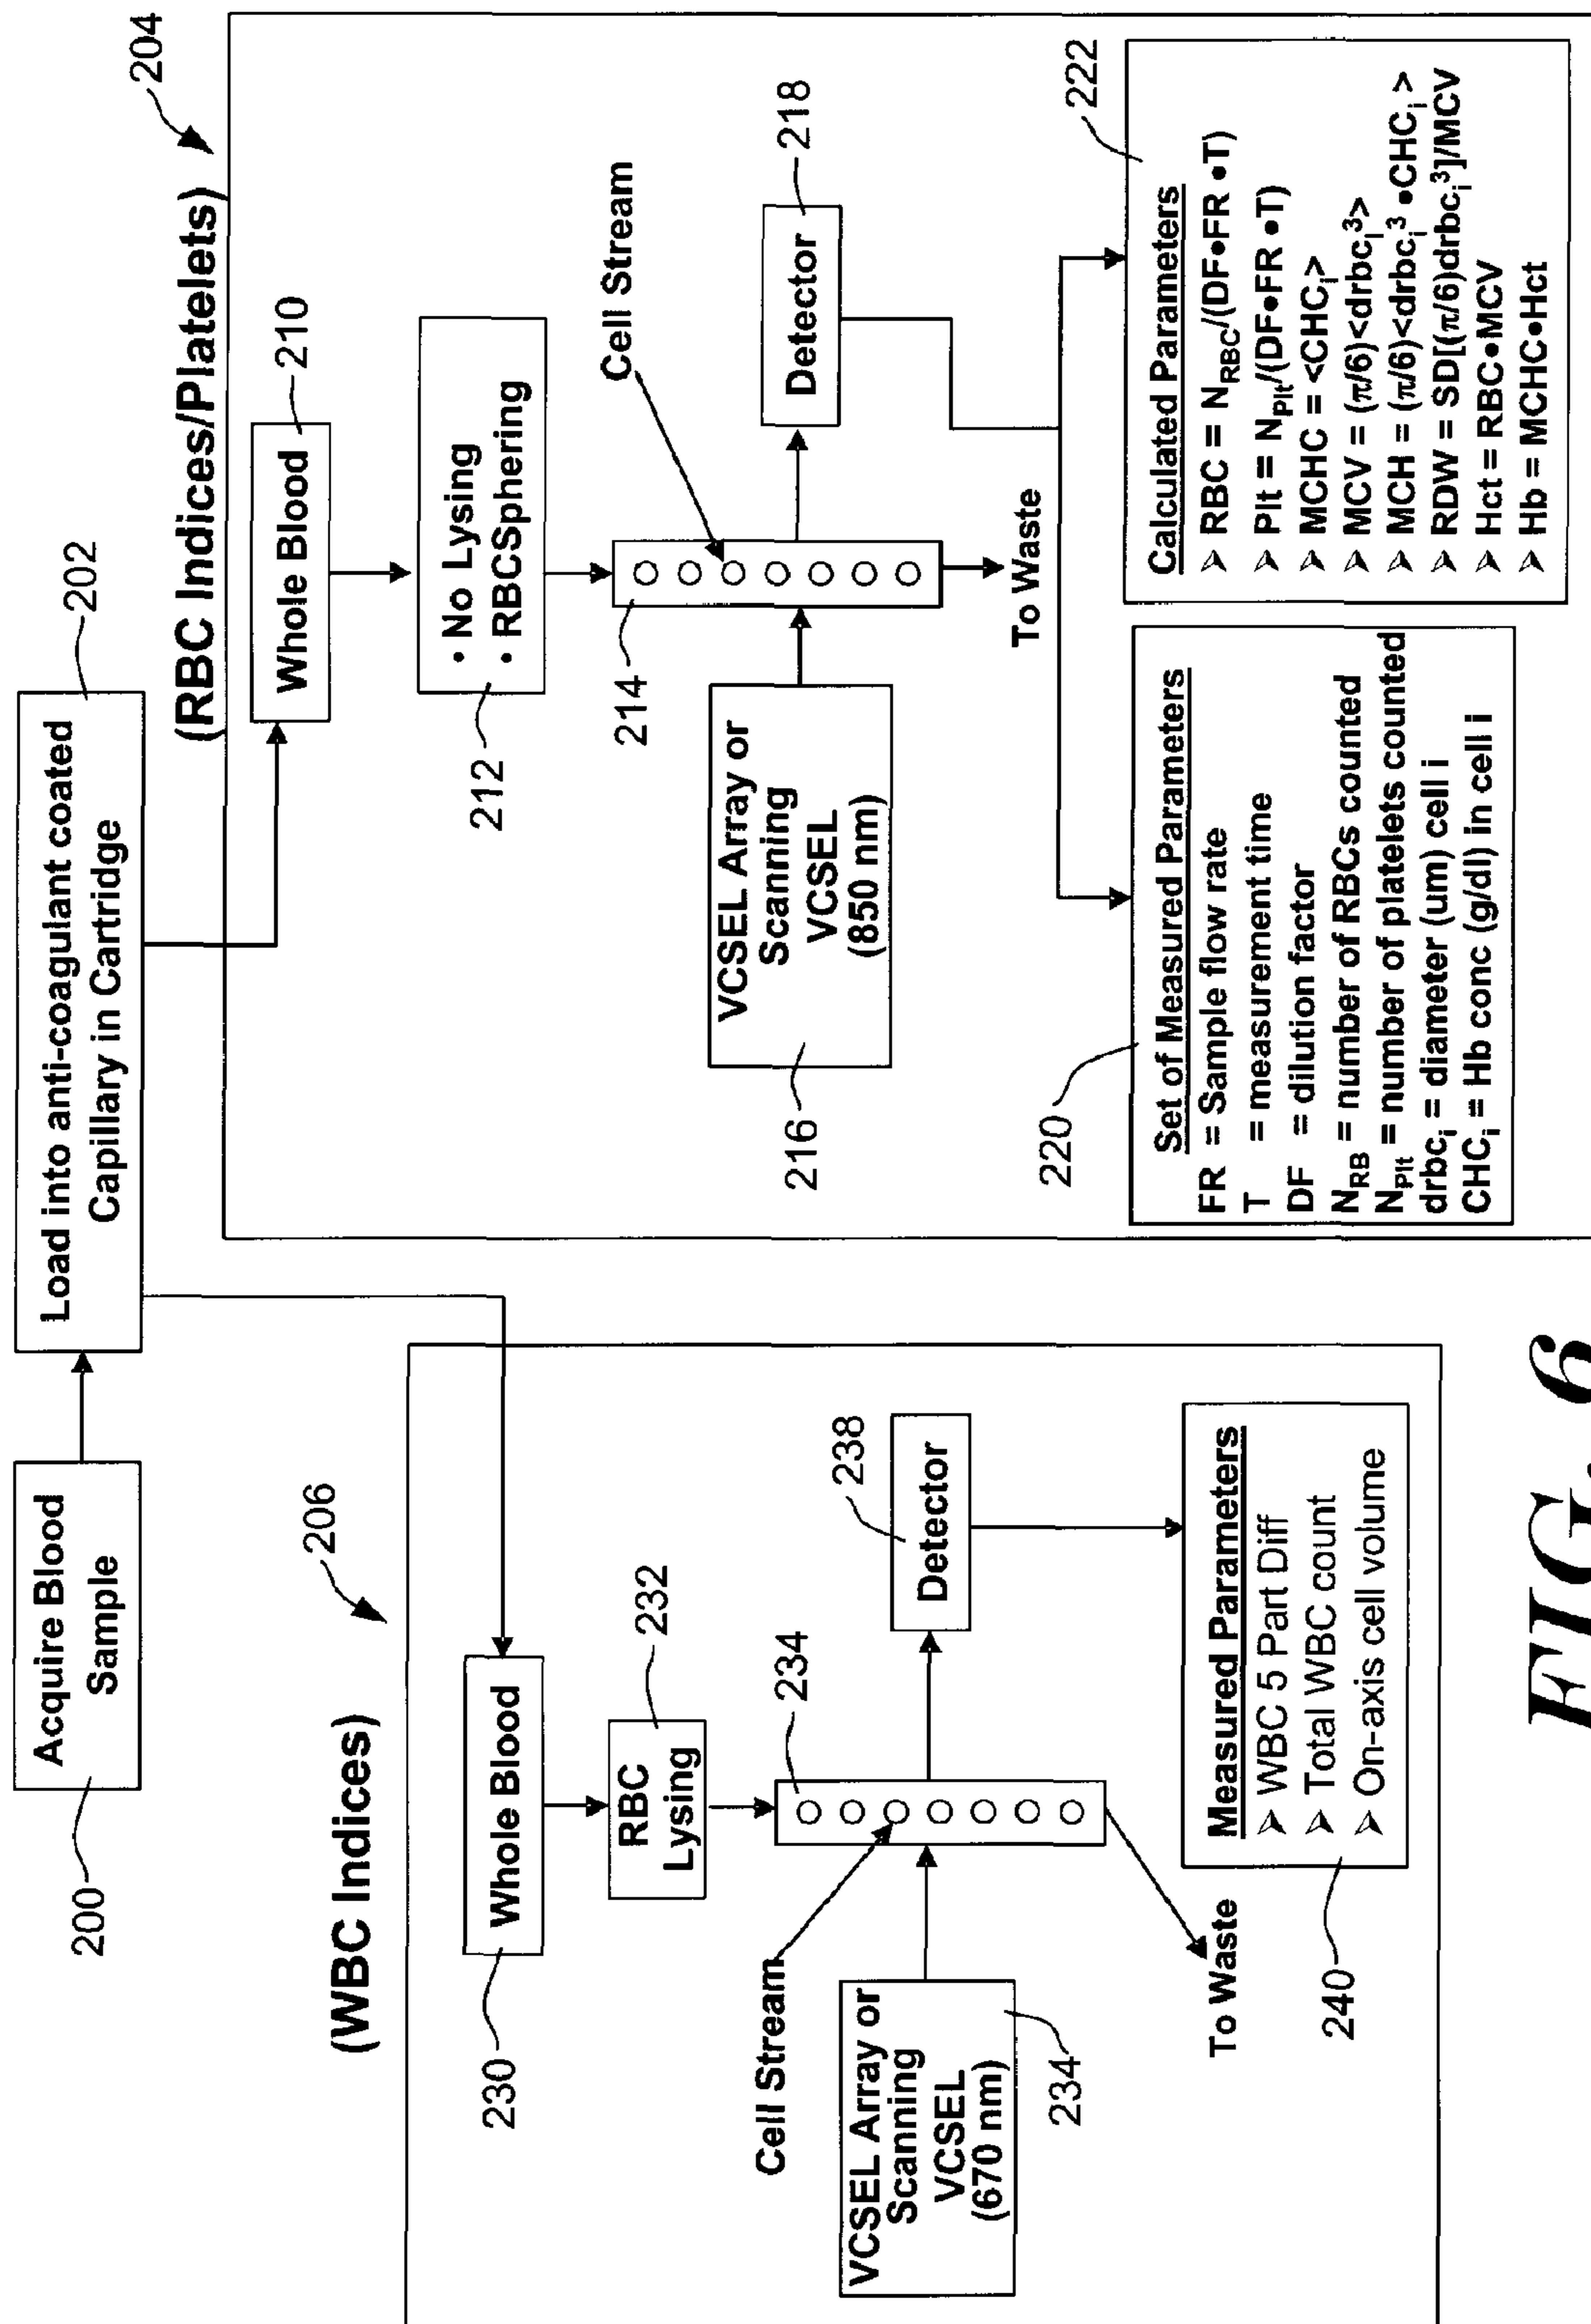 200
Acquire Blood
Sample
Load into anti-coagulant coated
Capillary in Cartridge
202
(WBC Indices)
206
230
Whole Blood
RBC
Lysing
232
234
Cell Stream
VCSEL Array or
Scanning
VCSEL
(670 nm)
234
Detector
238
To Waste
Measured Parameters
➢ WBC 5 Part Diff
➢ Total WBC count
➢ On-axis cell volume
240
(RBC Indices/Platelets)
204
Whole Blood
210
• No Lysing
• RBCSphering
212
214
Cell Stream
VCSEL Array or
Scanning
VCSEL
(850 nm)
216
Detector
218
To Waste
220
Set of Measured Parameters
FR = Sample flow rate
T = measurement time
DF = dilution factor
N_RB = number of RBCs counted
N_Plt = number of platelets counted
drbc_i = diameter (um) cell i
CHC_i = Hb conc (g/dl) in cell i
222
Calculated Parameters
➢ RBC = N_RBC/(DF•FR •T)
➢ Plt = N_Plt/(DF•FR •T)
➢ MCHC = <CHC_i>
➢ MCV = (π/6)<drbc_i³>
➢ MCH = (π/6)<drbc_i³ •CHC_i >
➢ RDW = SD[(π/6)drbc_i³]/MCV
➢ Hct = RBC•MCV
➢ Hb = MCHC•Hct
FIG. 6